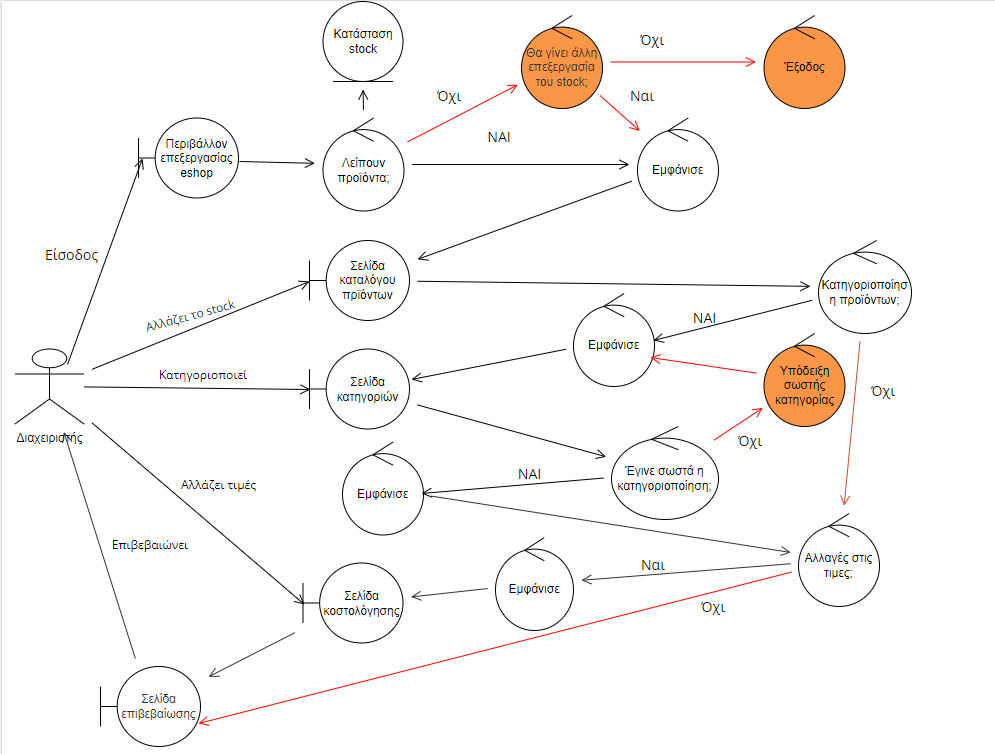 Κατάσταση
stock
Θα γίνει άλλη
επεξεργασία
του stock;
Όχι
Έξοδος
Όχι
Ναι
Περιβάλλον
επεξεργασίας
eshop
Λείπουν
προϊόντα;
ΝΑΙ
Εμφάνισε
Είσοδος
Σελίδα
καταλόγου
πρϊόντων
Κατηγοριοποίησ
η προϊόντων;
Αλλάζει το stock
ΝΑΙ
Εμφάνισε
Κατηγοριοποιεί
Σελίδα
κατηγοριών
Υπόδειξη
σωστής
κατηγορίας
Όχι
Διαχειριστής
Όχι
Έγινε σωστά η
κατηγοριοποίηση;
ΝΑΙ
Εμφάνισε
Αλλάζει τιμές
Επιβεβαιώνει
Αλλαγές στις
τιμες;
Ναι
Εμφάνισε
Σελίδα
κοστολόγησης
Όχι
Σελίδα
επιβεβαίωσης